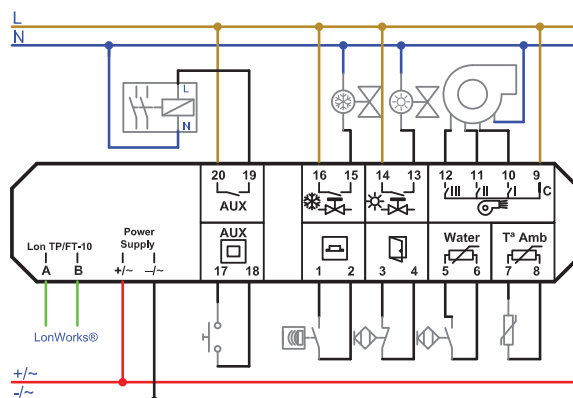 L
N
L
N
20 19 16 15 14 13 12 11 10 9
III II I C
AUX
AUX
Water
Tª Amb
Lon TP/FT-10
Power
Supply
A B +/~ –/~
17 18 1 2 3 4 5 6 7 8
LonWorks®
+/~
-/~